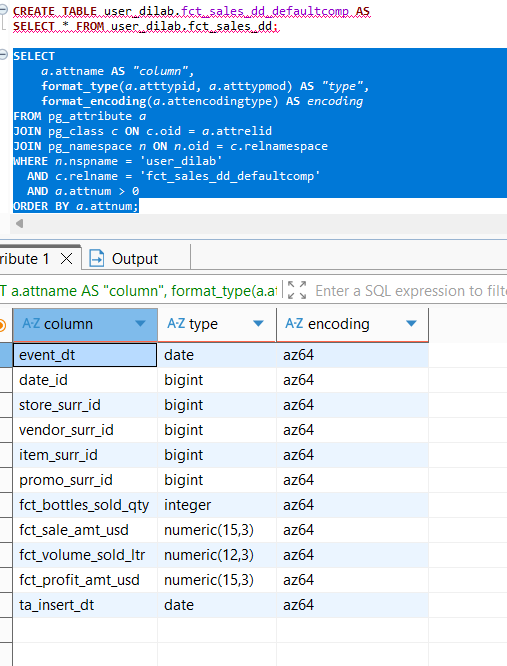 CREATE TABLE user_dilab.fct_sales_dd_defaultcomp AS
SELECT * FROM user_dilab.fct_sales_dd;
SELECT
a.attname AS "column",
format_type(a.atttypid, a.atttypmod) AS "type",
format_encoding(a.attencodingtype) AS encoding
FROM pg_attribute a
JOIN pg_class c ON c.oid = a.attrelid
JOIN pg_namespace n ON n.oid = c.relnamespace
WHERE n.nspname = 'user_dilab'
AND c.relname = 'fct_sales_dd_defaultcomp'
AND a.attnum > 0
ORDER BY a.attnum;
ribute 1 Output
T a.attname AS "column", format_type(a.at Enter a SQL expression to filte
A-Z column A-Z type A-Z encoding
event_dt date az64
date_id bigint az64
store_surr_id bigint az64
vendor_surr_id bigint az64
item_surr_id bigint az64
promo_surr_id bigint az64
fct_bottles_sold_qty integer az64
fct_sale_amt_usd numeric(15,3) az64
fct_volume_sold_ltr numeric(12,3) az64
fct_profit_amt_usd numeric(15,3) az64
ta_insert_dt date az64